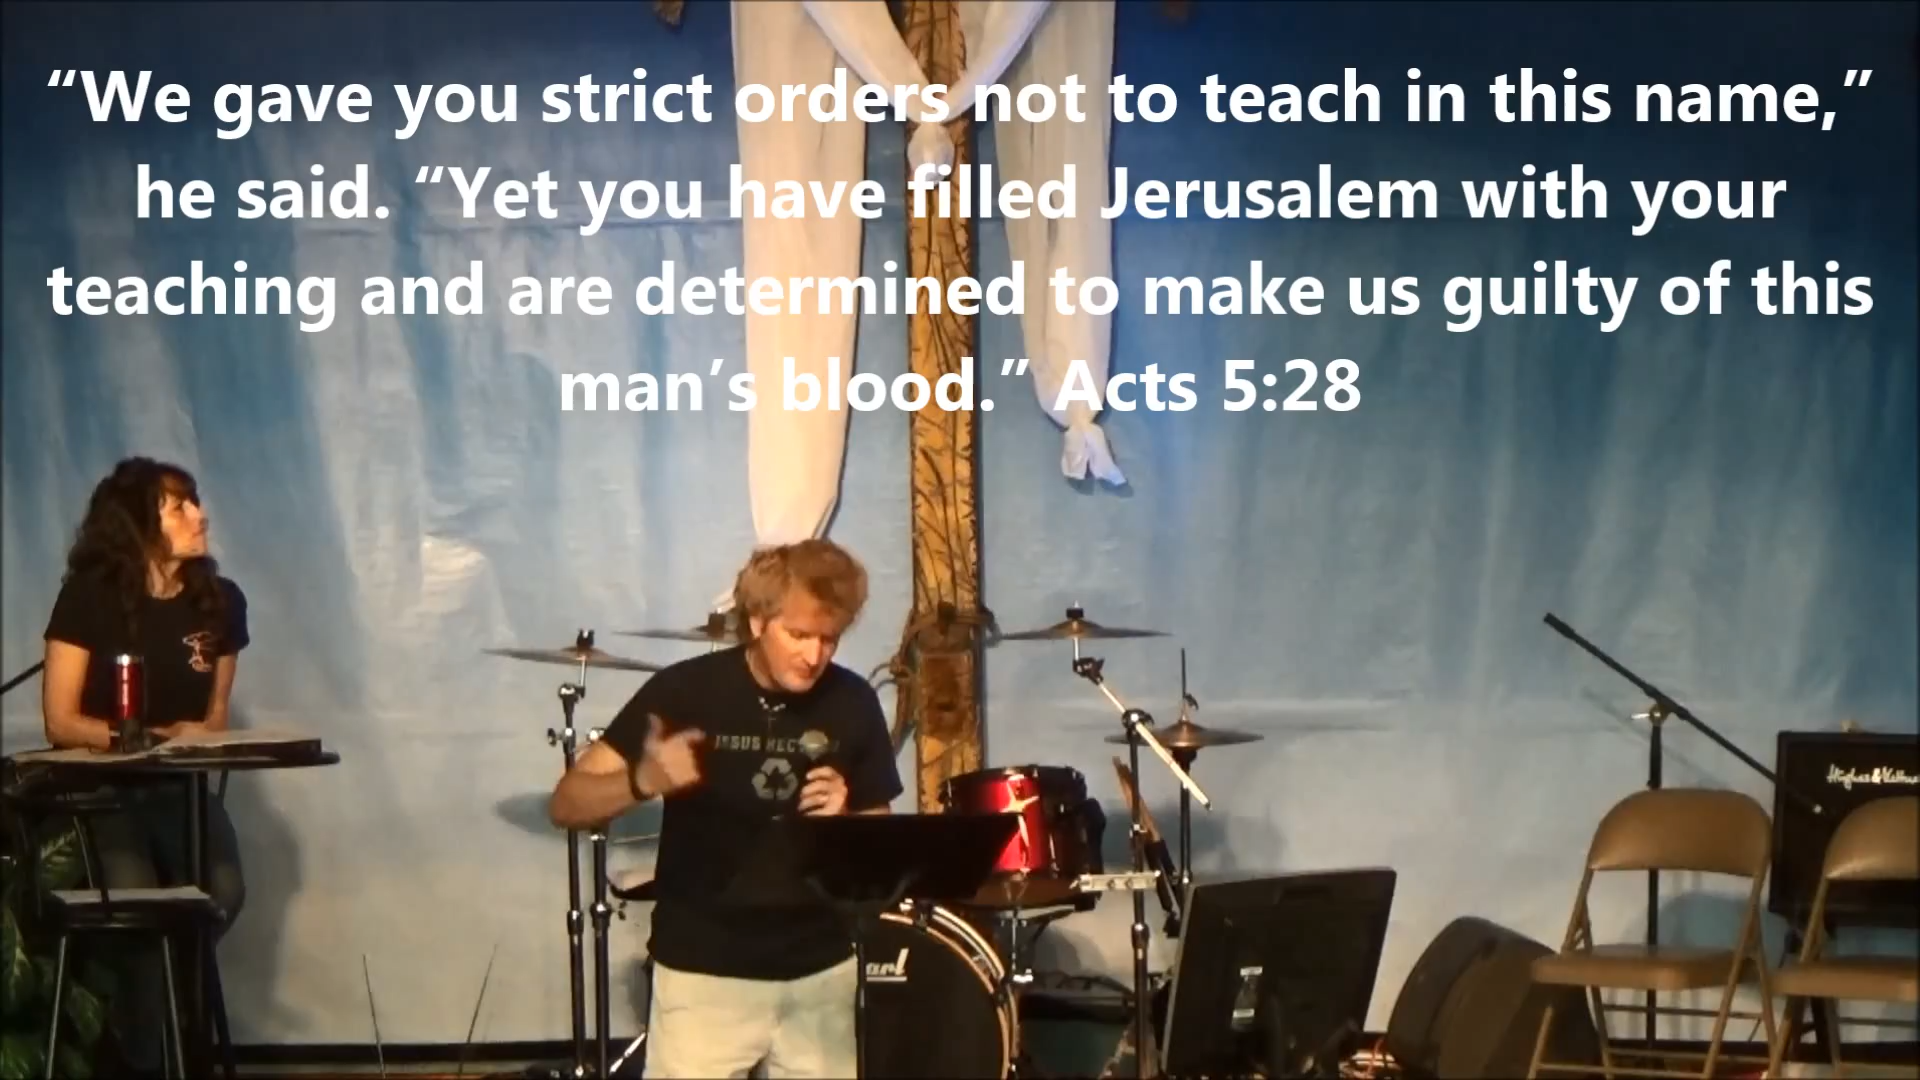 “We gave you strict orders not to teach in this name,”
he said. “Yet you have filled Jerusalem with your
teaching and are determined to make us guilty of this
man’s blood.” Acts 5:28
JESUS